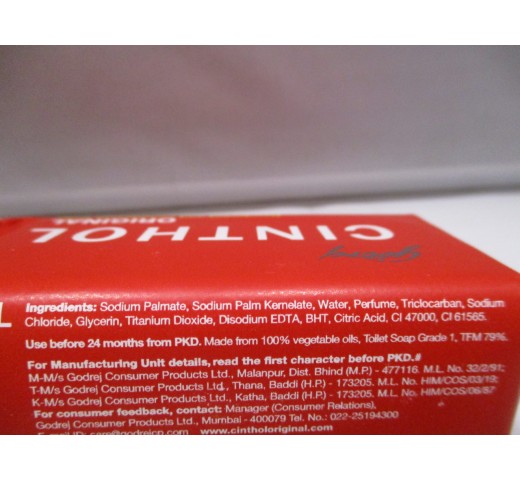 CINTHOL
ORIGINAL
L
Ingredients: Sodium Palmate, Sodium Palm Kernelate, Water, Perfume, Triclocarban, Sodium
Chloride, Glycerin, Titanium Dioxide, Disodium EDTA, BHT, Citric Acid, CI 47000, CI 61565.
Use before 24 months from PKD. Made from 100% vegetable oils, Toilet Soap Grade 1, TFM 79%.
For Manufacturing Unit details, read the first character before PKD.#
M-M/s Godrej Consumer Products Ltd., Malanpur, Dist. Bhind (M.P.) - 477116. M.L. No. 32/2/91;
T-M/s Godrej Consumer Products Ltd., Thana, Baddi (H.P.) - 173205. M.L. No. HIM/COS/03/19;
K-M/s Godrej Consumer Products Ltd., Katha, Baddi (H.P.) - 173205. M.L. No. HIM/COS/06/87
For consumer feedback, contact: Manager (Consumer Relations),
Godrej Consumer Products Ltd., Mumbai - 400079 Tel. No.: 022-25194300
www.cintholoriginal.com